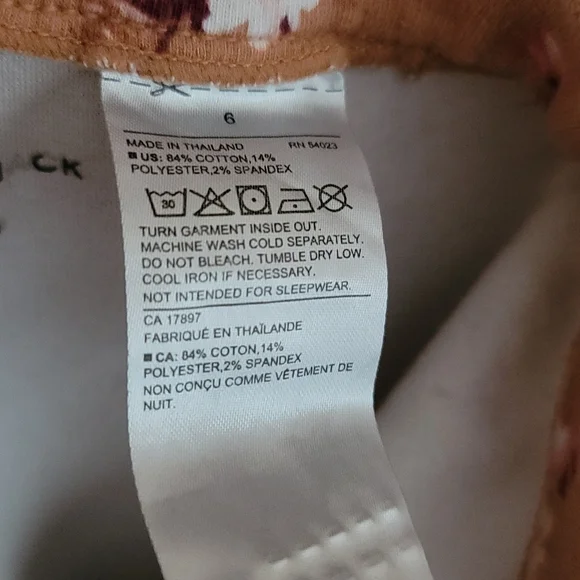 6
MADE IN THAILAND RN 54023
US: 84% COTTON,14%
POLYESTER,2% SPANDEX
30
TURN GARMENT INSIDE OUT.
MACHINE WASH COLD SEPARATELY.
DO NOT BLEACH. TUMBLE DRY LOW.
COOL IRON IF NECESSARY.
NOT INTENDED FOR SLEEPWEAR.
CA 17897
FABRIQUÉ EN THAÏLANDE
CA: 84% COTON,14%
POLYESTER,2% SPANDEX
NON CONÇU COMME VÊTEMENT DE
NUIT.
CK